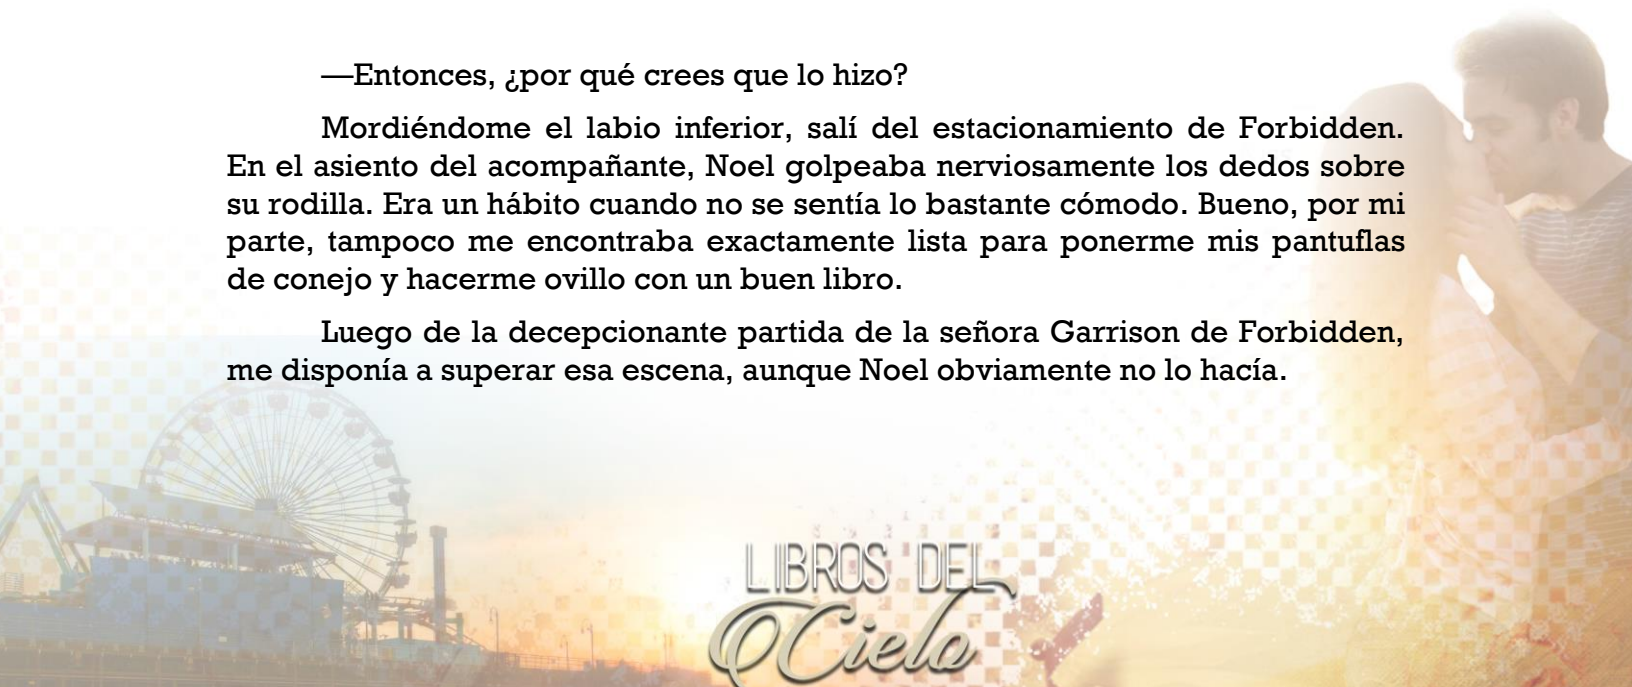 —Entonces, ¿por qué crees que lo hizo?
Mordiéndome el labio inferior, salí del estacionamiento de Forbidden.
En el asiento del acompañante, Noel golpeaba nerviosamente los dedos sobre
su rodilla. Era un hábito cuando no se sentía lo bastante cómodo. Bueno, por mi
parte, tampoco me encontraba exactamente lista para ponerme mis pantuflas
de conejo y hacerme ovillo con un buen libro.
Luego de la decepcionante partida de la señora Garrison de Forbidden,
me disponía a superar esa escena, aunque Noel obviamente no lo hacía.
LIBROS DEL
Cielo